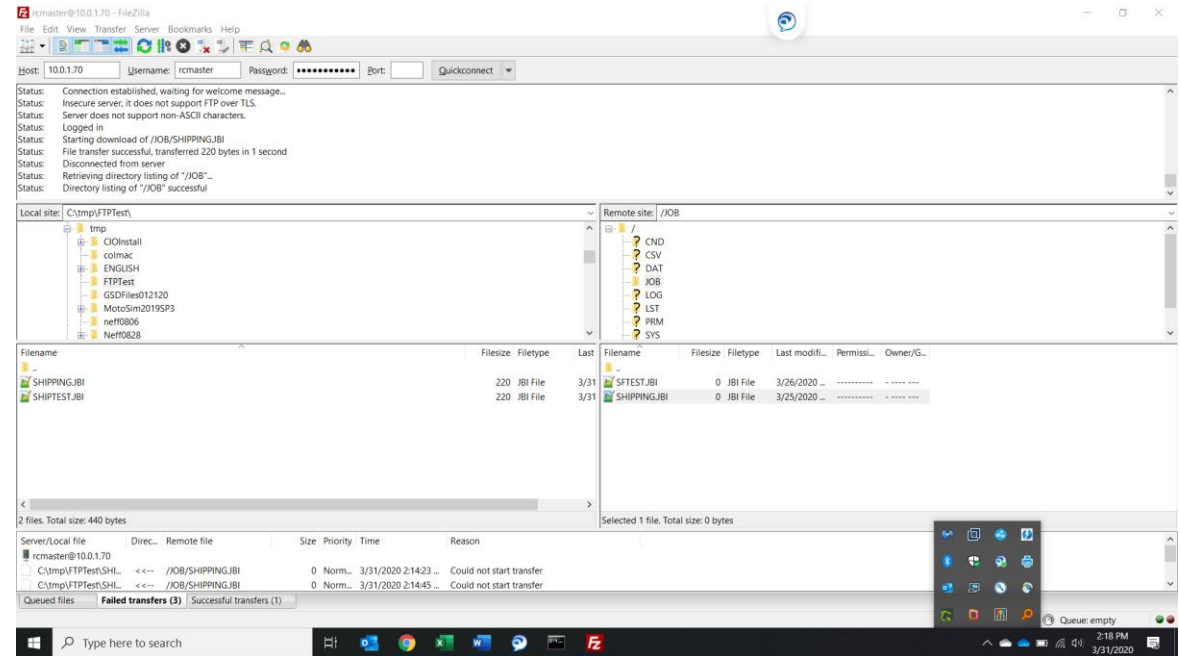 rcmaster@10.0.1.70 - FileZilla
File Edit View Transfer Server Bookmarks Help
Host: 10.0.1.70 Username: rcmaster Password: ●●●●●●●●●●● Port: Quickconnect
Status: Connection established, waiting for welcome message...
Status: Insecure server, it does not support FTP over TLS.
Status: Server does not support non-ASCII characters.
Status: Logged in
Status: Starting download of /JOB/SHIPPING.JBI
Status: File transfer successful, transferred 220 bytes in 1 second
Status: Disconnected from server
Status: Retrieving directory listing of "/JOB"...
Status: Directory listing of "/JOB" successful
Local site: C:\tmp\FTPTest\
tmp
CIOInstall
colmac
ENGLISH
FTPTest
GSDFiles012120
MotoSim2019SP3
neff0806
Neff0828
Remote site: /JOB
/
CND
CSV
DAT
JOB
LOG
LST
PRM
SYS
Filename Filesize Filetype Last
..
SHIPPING.JBI 220 JBI File 3/31
SHIPTEST.JBI 220 JBI File 3/31
2 files. Total size: 440 bytes
Filename Filesize Filetype Last modifi... Permissi... Owner/G...
..
SFTEST.JBI 0 JBI File 3/26/2020 ... ---------- - ---- ---
SHIPPING.JBI 0 JBI File 3/25/2020 ... ---------- - ---- ---
Selected 1 file. Total size: 0 bytes
Server/Local file Direc... Remote file Size Priority Time Reason
rcmaster@10.0.1.70
C:\tmp\FTPTest\SHI... <<-- /JOB/SHIPPING.JBI 0 Norm... 3/31/2020 2:14:23 ... Could not start transfer
C:\tmp\FTPTest\SHI... <<-- /JOB/SHIPPING.JBI 0 Norm... 3/31/2020 2:14:45 ... Could not start transfer
Queued files Failed transfers (3) Successful transfers (1)
Queue: empty
Type here to search
2:18 PM
3/31/2020